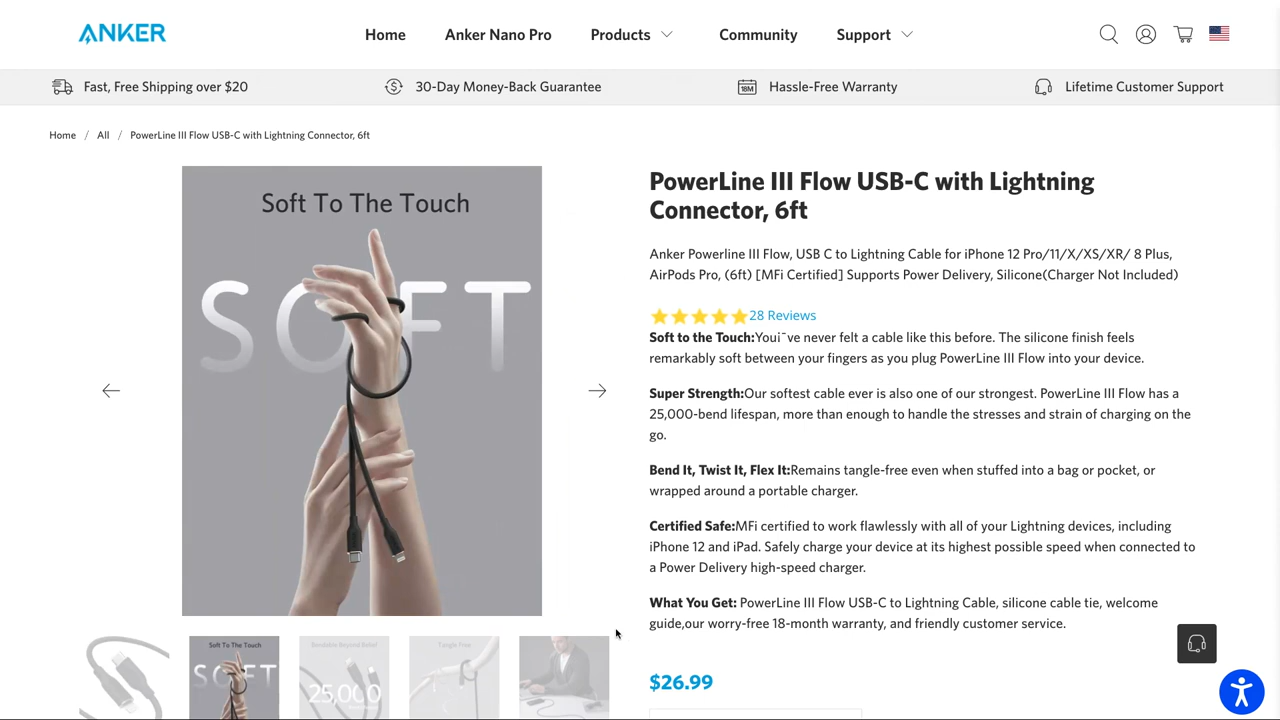 ANKER
Home
Anker Nano Pro
Products
Community
Support
Fast, Free Shipping over $20
30-Day Money-Back Guarantee
18M
Hassle-Free Warranty
Lifetime Customer Support
Home / All / PowerLine III Flow USB-C with Lightning Connector, 6ft
Soft To The Touch
SOFT
PowerLine III Flow USB-C with Lightning
Connector, 6ft
Anker Powerline III Flow, USB C to Lightning Cable for iPhone 12 Pro/11/X/XS/XR/ 8 Plus,
AirPods Pro, (6ft) [MFi Certified] Supports Power Delivery, Silicone(Charger Not Included)
28 Reviews
Soft to the Touch:Youi¯ve never felt a cable like this before. The silicone finish feels
remarkably soft between your fingers as you plug PowerLine III Flow into your device.
Super Strength:Our softest cable ever is also one of our strongest. PowerLine III Flow has a
25,000-bend lifespan, more than enough to handle the stresses and strain of charging on the
go.
Bend It, Twist It, Flex It:Remains tangle-free even when stuffed into a bag or pocket, or
wrapped around a portable charger.
Certified Safe:MFi certified to work flawlessly with all of your Lightning devices, including
iPhone 12 and iPad. Safely charge your device at its highest possible speed when connected to
a Power Delivery high-speed charger.
What You Get: PowerLine III Flow USB-C to Lightning Cable, silicone cable tie, welcome
guide,our worry-free 18-month warranty, and friendly customer service.
$26.99
Soft To The Touch
SOFT
Bendable Beyond Belief
25,000
Tangle Free